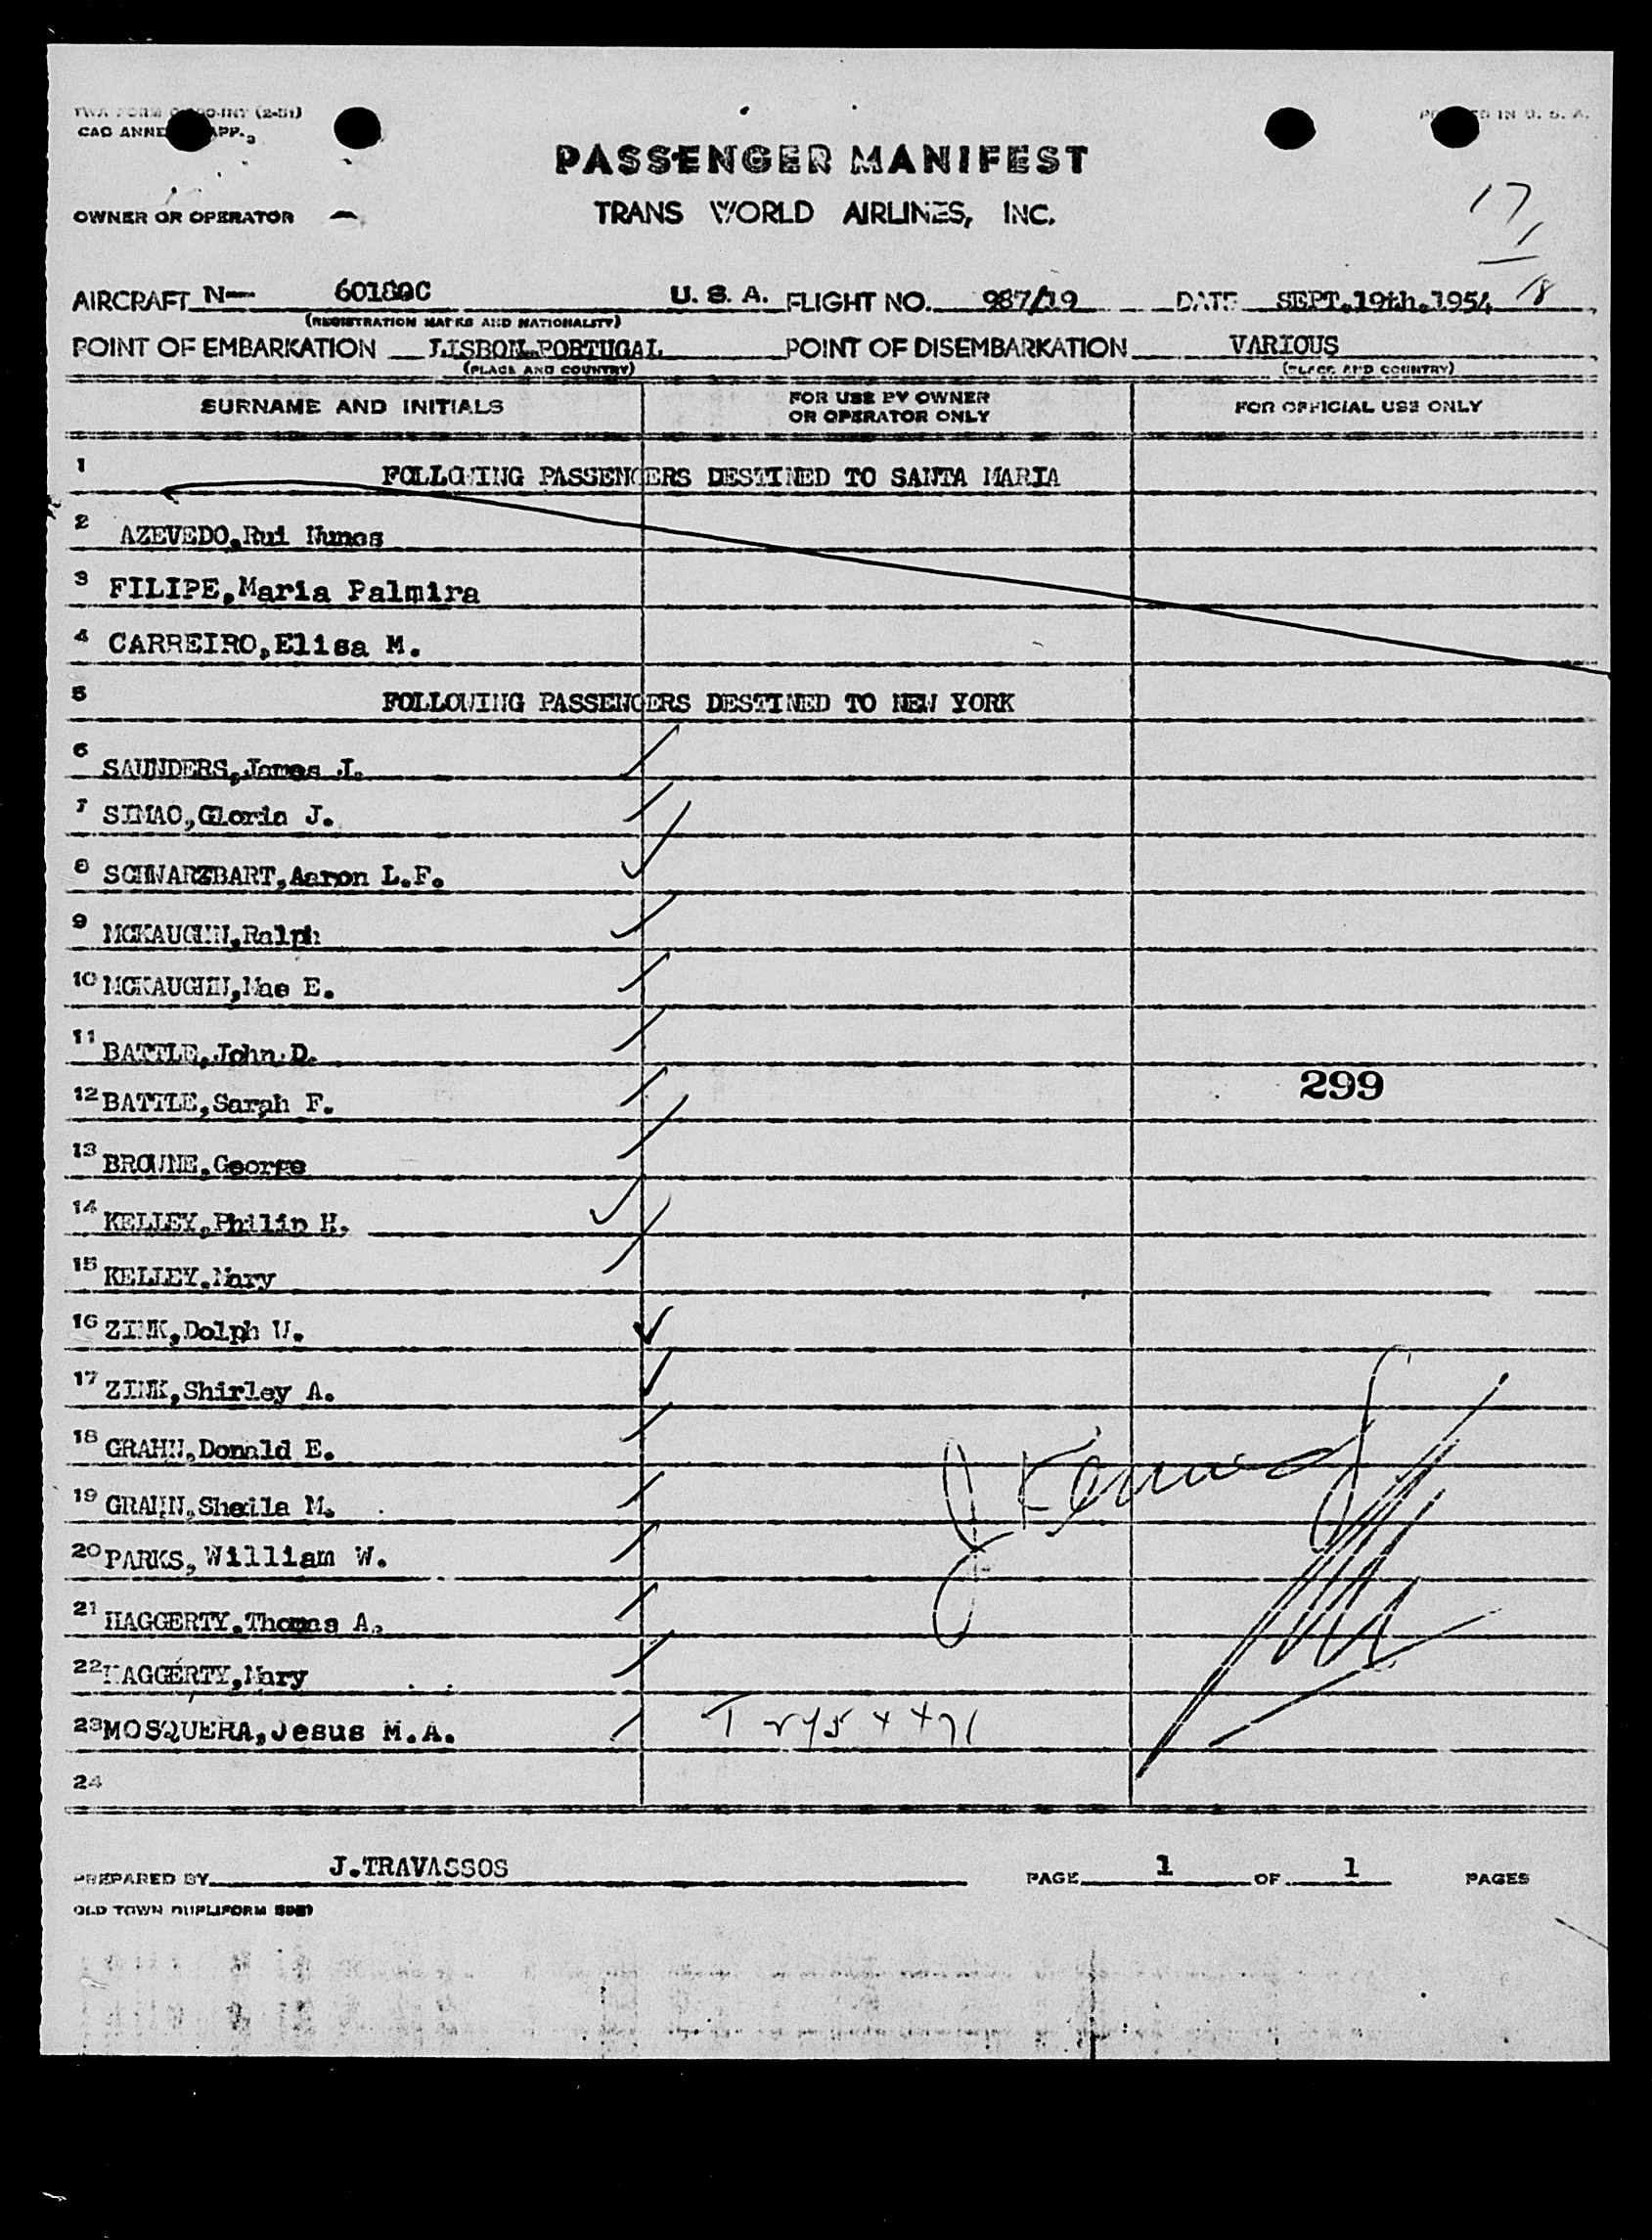 CAO ANNE APP. 3
PASSENGER MANIFEST
OWNER OR OPERATOR
TRANS WORLD AIRLINES, INC.
17
1
18
AIRCRAFT N— U. S. A. FLIGHT NO. 987/19 DATE SEPT.19th.1954
(REGISTRATION MARKS AND NATIONALITY)
POINT OF EMBARKATION LISBON.PORTUGAL POINT OF DISEMBARKATION VARIOUS
(PLACE AND COUNTRY) (PLACE AND COUNTRY)
SURNAME AND INITIALS FOR USE BY OWNER OR OPERATOR ONLY FOR OFFICIAL USE ONLY
1 FOLLOWING PASSENGERS DESTINED TO SANTA MARIA
2 AZEVEDO,Rui Nunes
3 FILIPE,Maria Palmira
4 CARREIRO,Elisa M.
5 FOLLOWING PASSENGERS DESTINED TO NEW YORK
6 SAUNDERS,James
7 SIMAO,Gloria J.
8 SCHWARZBART,Aaron L.F.
9 MCKAUGHN,Ralph
10 MCKAUGHN,Mae E.
11 BATTLE,John D.
12 BATTLE,Sarah F.
299
13 BROWNE,George
14 KELLEY,Philip H.
15 KELLEY,Mary
16 ZINK,Dolph W.
17 ZINK,Shirley A.
18 GRAHN,Donald E.
19 GRAHN,Sheila M.
20 PARKS,William W.
21 HAGGERTY,Thomas A.
22 HAGGERTY,Mary
23 MOSQUERA,Jesus M.A.
24
PREPARED BY J.TRAVASSOS PAGE 1 OF 1 PAGES
OLD TOWN DUPLIFORM